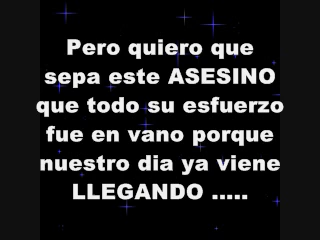 Pero quiero que
sepa este ASESINO
que todo su esfuerzo
fue en vano porque
nuestro dia ya viene
LLEGANDO .....